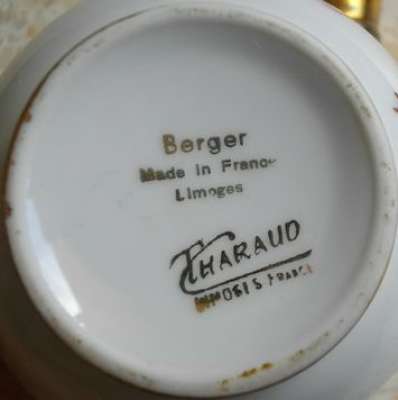 Berger
Made in France
Limoges
THARAUD
LIMOGES FRANCE